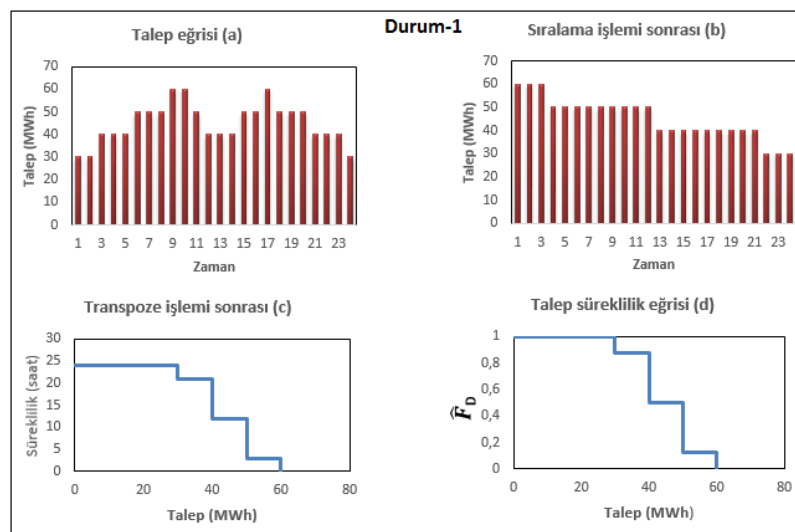 Durum-1
Talep eğrisi (a)
Talep (MWh)
70
60
50
40
30
20
10
0
1 3 5 7 9 11 13 15 17 19 21 23
Zaman
Sıralama işlemi sonrası (b)
Talep (MWh)
70
60
50
40
30
20
10
0
1 3 5 7 9 11 13 15 17 19 21 23
Zaman
Transpoze işlemi sonrası (c)
Süreklilik (saat)
30
25
20
15
10
5
0
0 20 40 60 80
Talep (MWh)
Talep süreklilik eğrisi (d)
F̂D
1
0,8
0,6
0,4
0,2
0
0 20 40 60 80
Talep (MWh)